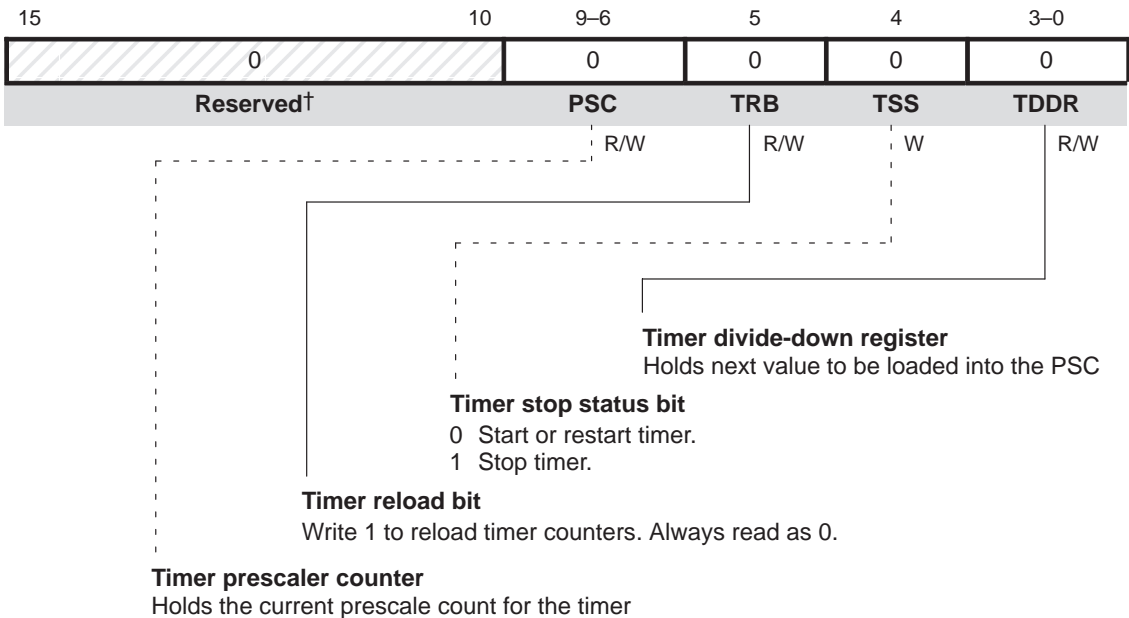 15 10 9–6 5 4 3–0
0 0 0 0 0
Reserved† PSC TRB TSS TDDR
R/W R/W W R/W
Timer divide-down register
Holds next value to be loaded into the PSC
Timer stop status bit
0 Start or restart timer.
1 Stop timer.
Timer reload bit
Write 1 to reload timer counters. Always read as 0.
Timer prescaler counter
Holds the current prescale count for the timer